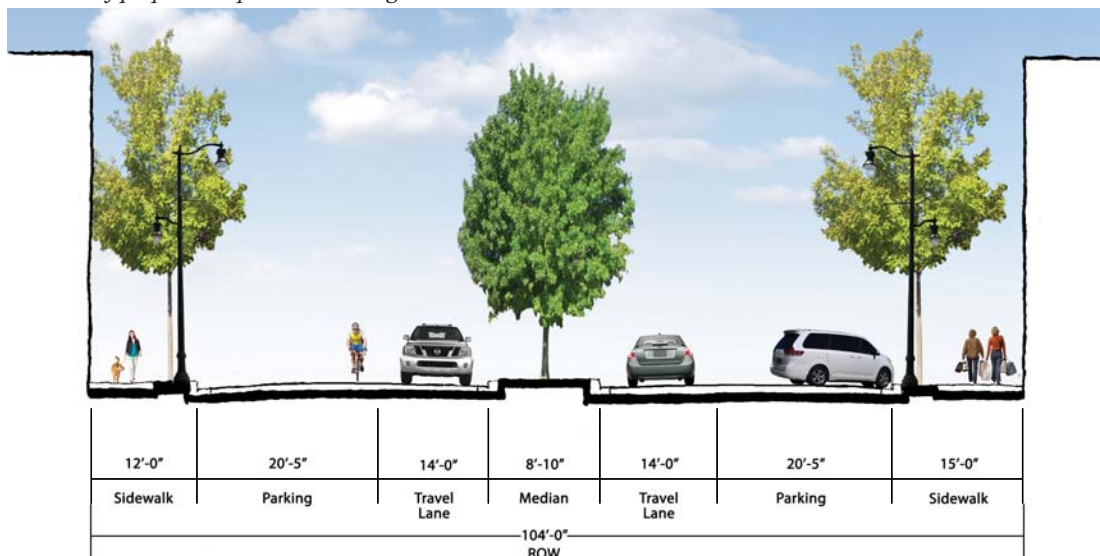 12'-0"
20'-5"
14'-0"
8'-10"
14'-0"
20'-5"
15'-0"
Sidewalk
Parking
Travel
Lane
Median
Travel
Lane
Parking
Sidewalk
104'-0"
ROW